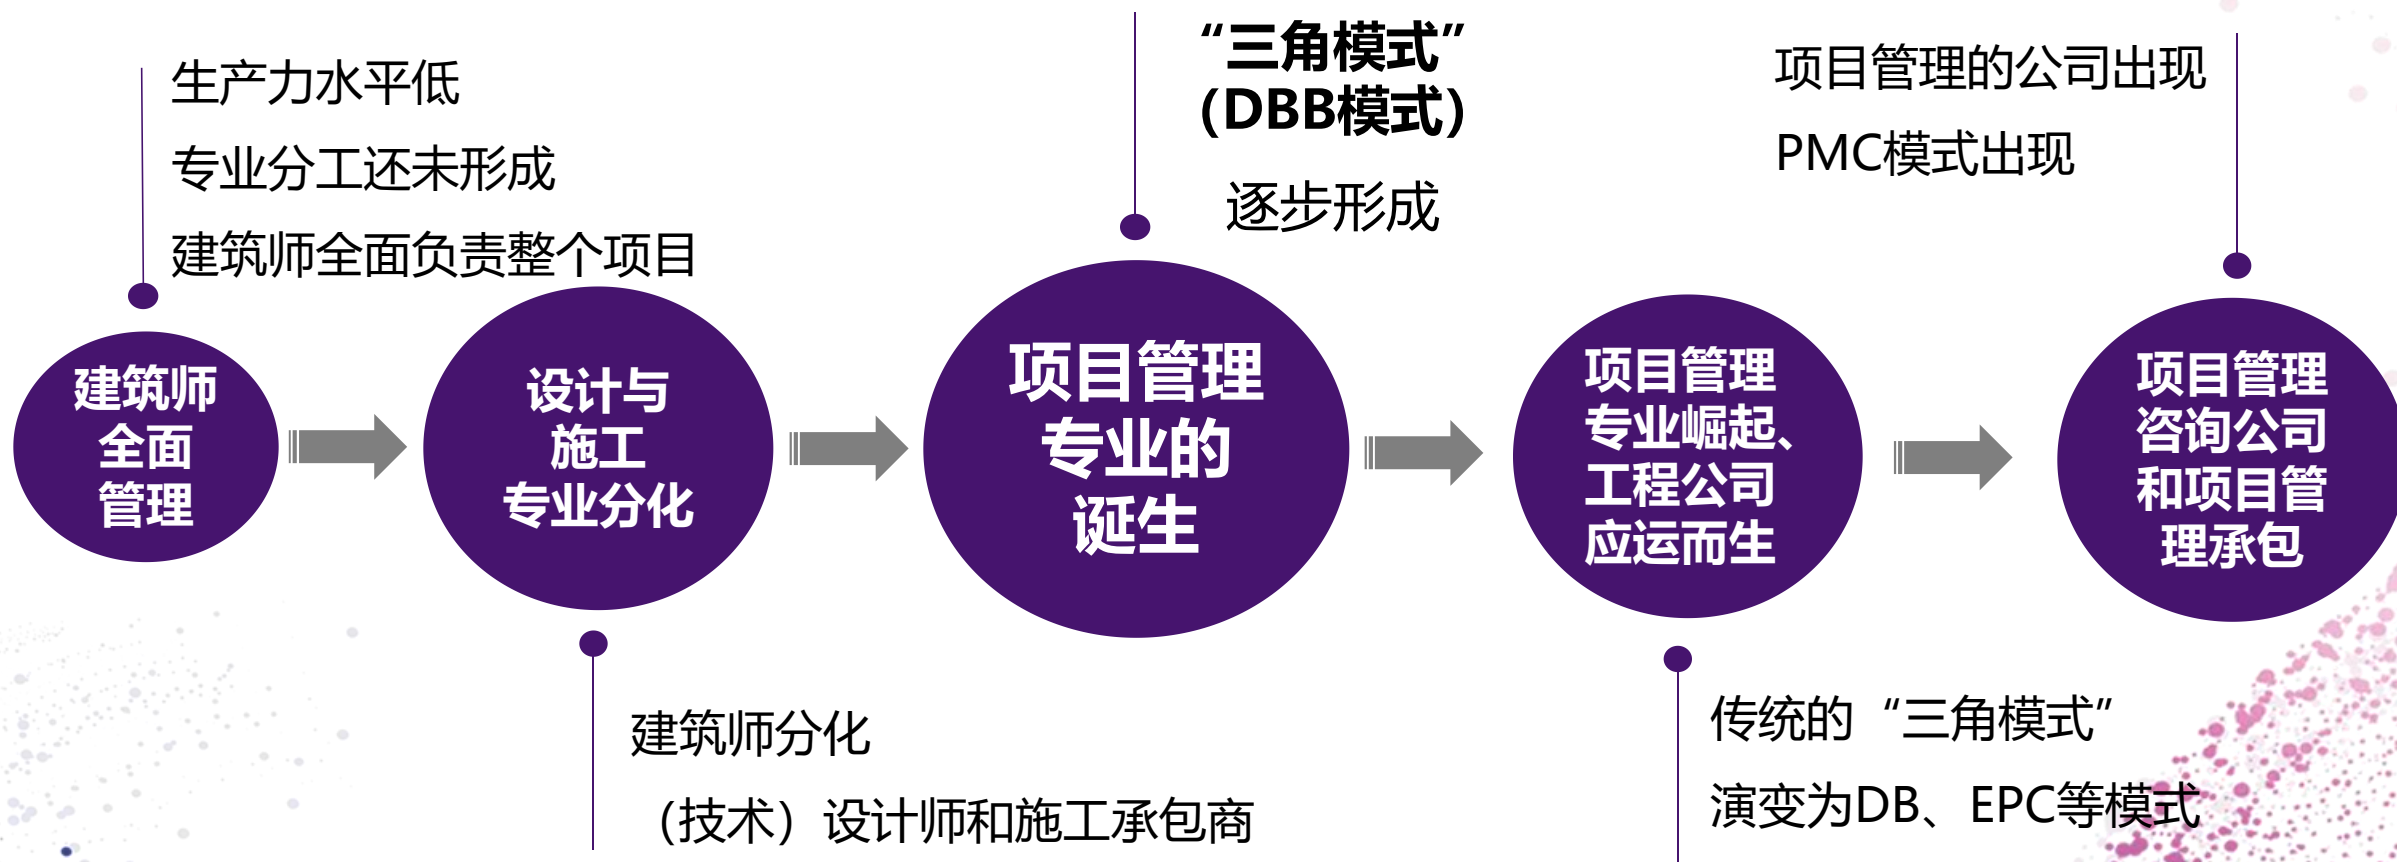 生产力水平低
专业分工还未形成
建筑师全面负责整个项目
建筑师
全面
管理
设计与
施工
专业分化
建筑师分化
（技术）设计师和施工承包商
“三角模式”
（DBB模式）
逐步形成
项目管理
专业的
诞生
项目管理
专业崛起、
工程公司
应运而生
传统的“三角模式”
演变为DB、EPC等模式
项目管理的公司出现
PMC模式出现
项目管理
咨询公司
和项目管
理承包